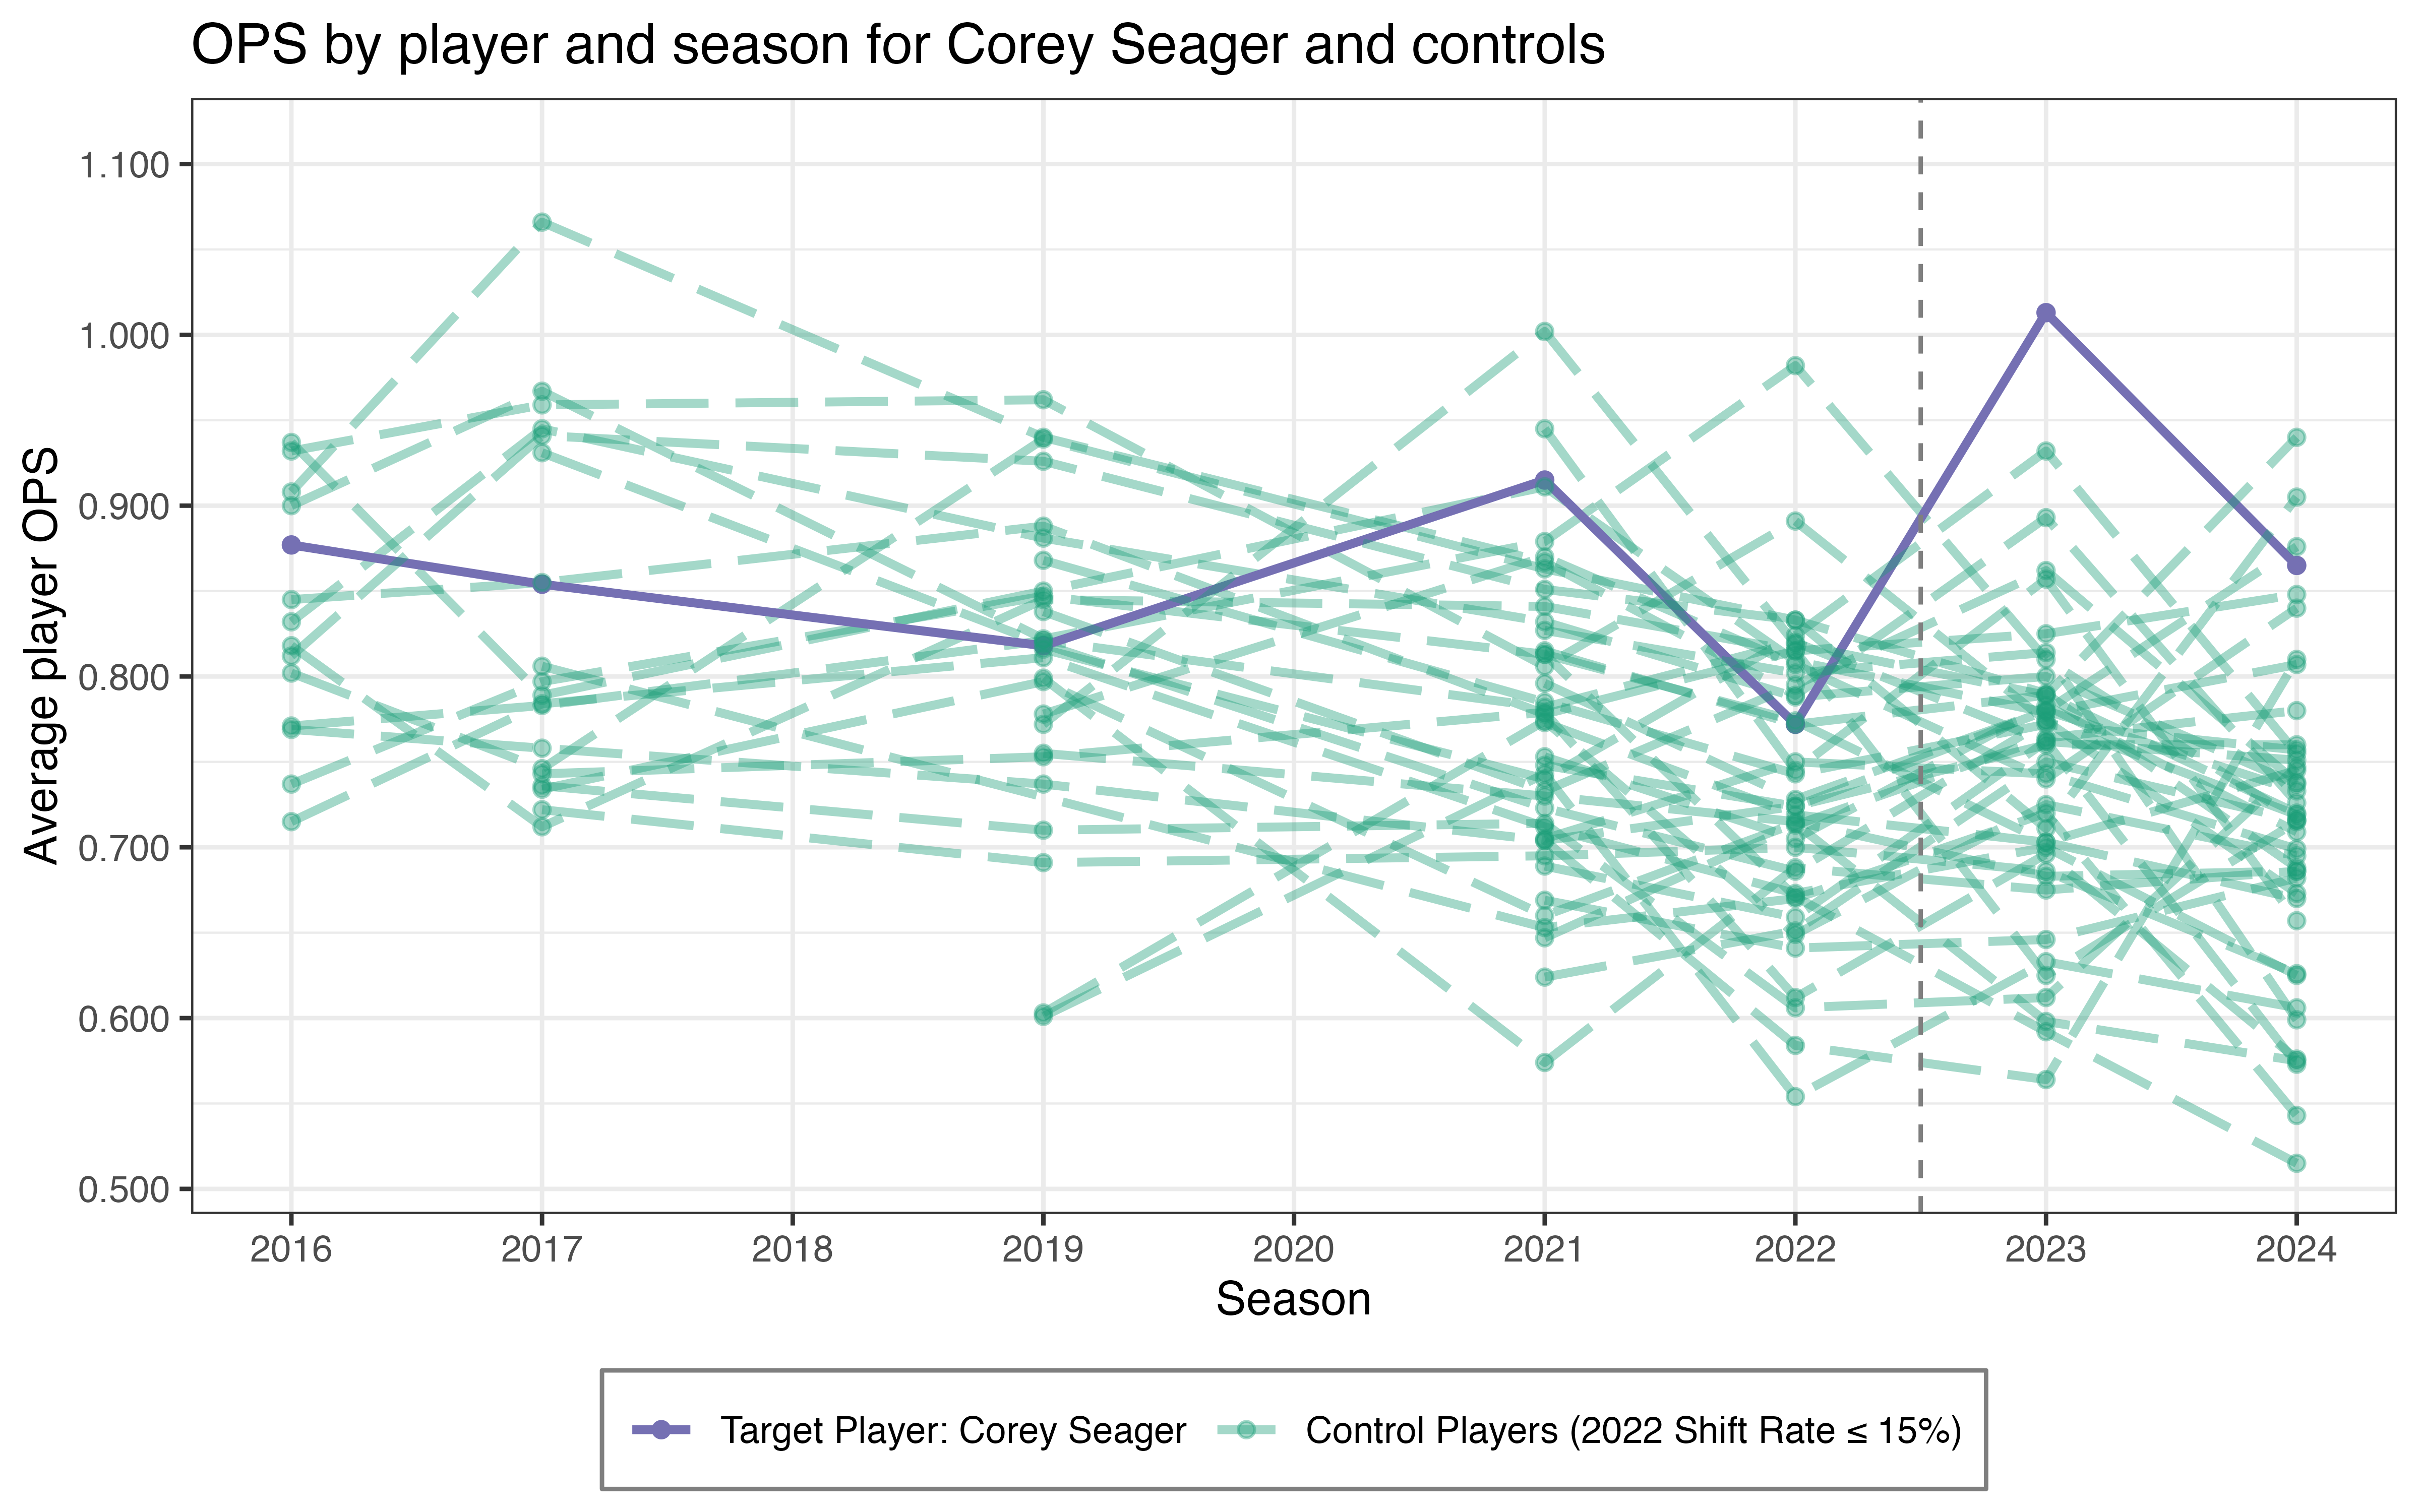 OPS by player and season for Corey Seager and controls
Average player OPS
1.100
1.000
0.900
0.800
0.700
0.600
0.500
2016 2017 2018 2019 2020 2021 2022 2023 2024
Season
Target Player: Corey Seager Control Players (2022 Shift Rate ≤ 15%)